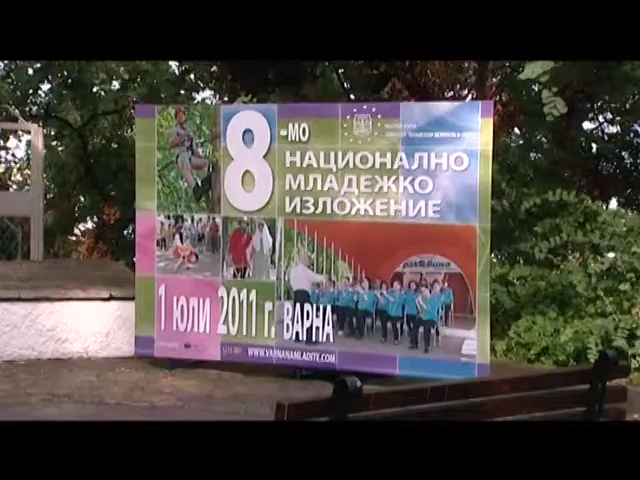 8-мо
НАЦИОНАЛНО
МЛАДЕЖКО
ИЗЛОЖЕНИЕ
1 ЮЛИ 2011 г. ВАРНА
WWW.VARNANAMLADITE.COM